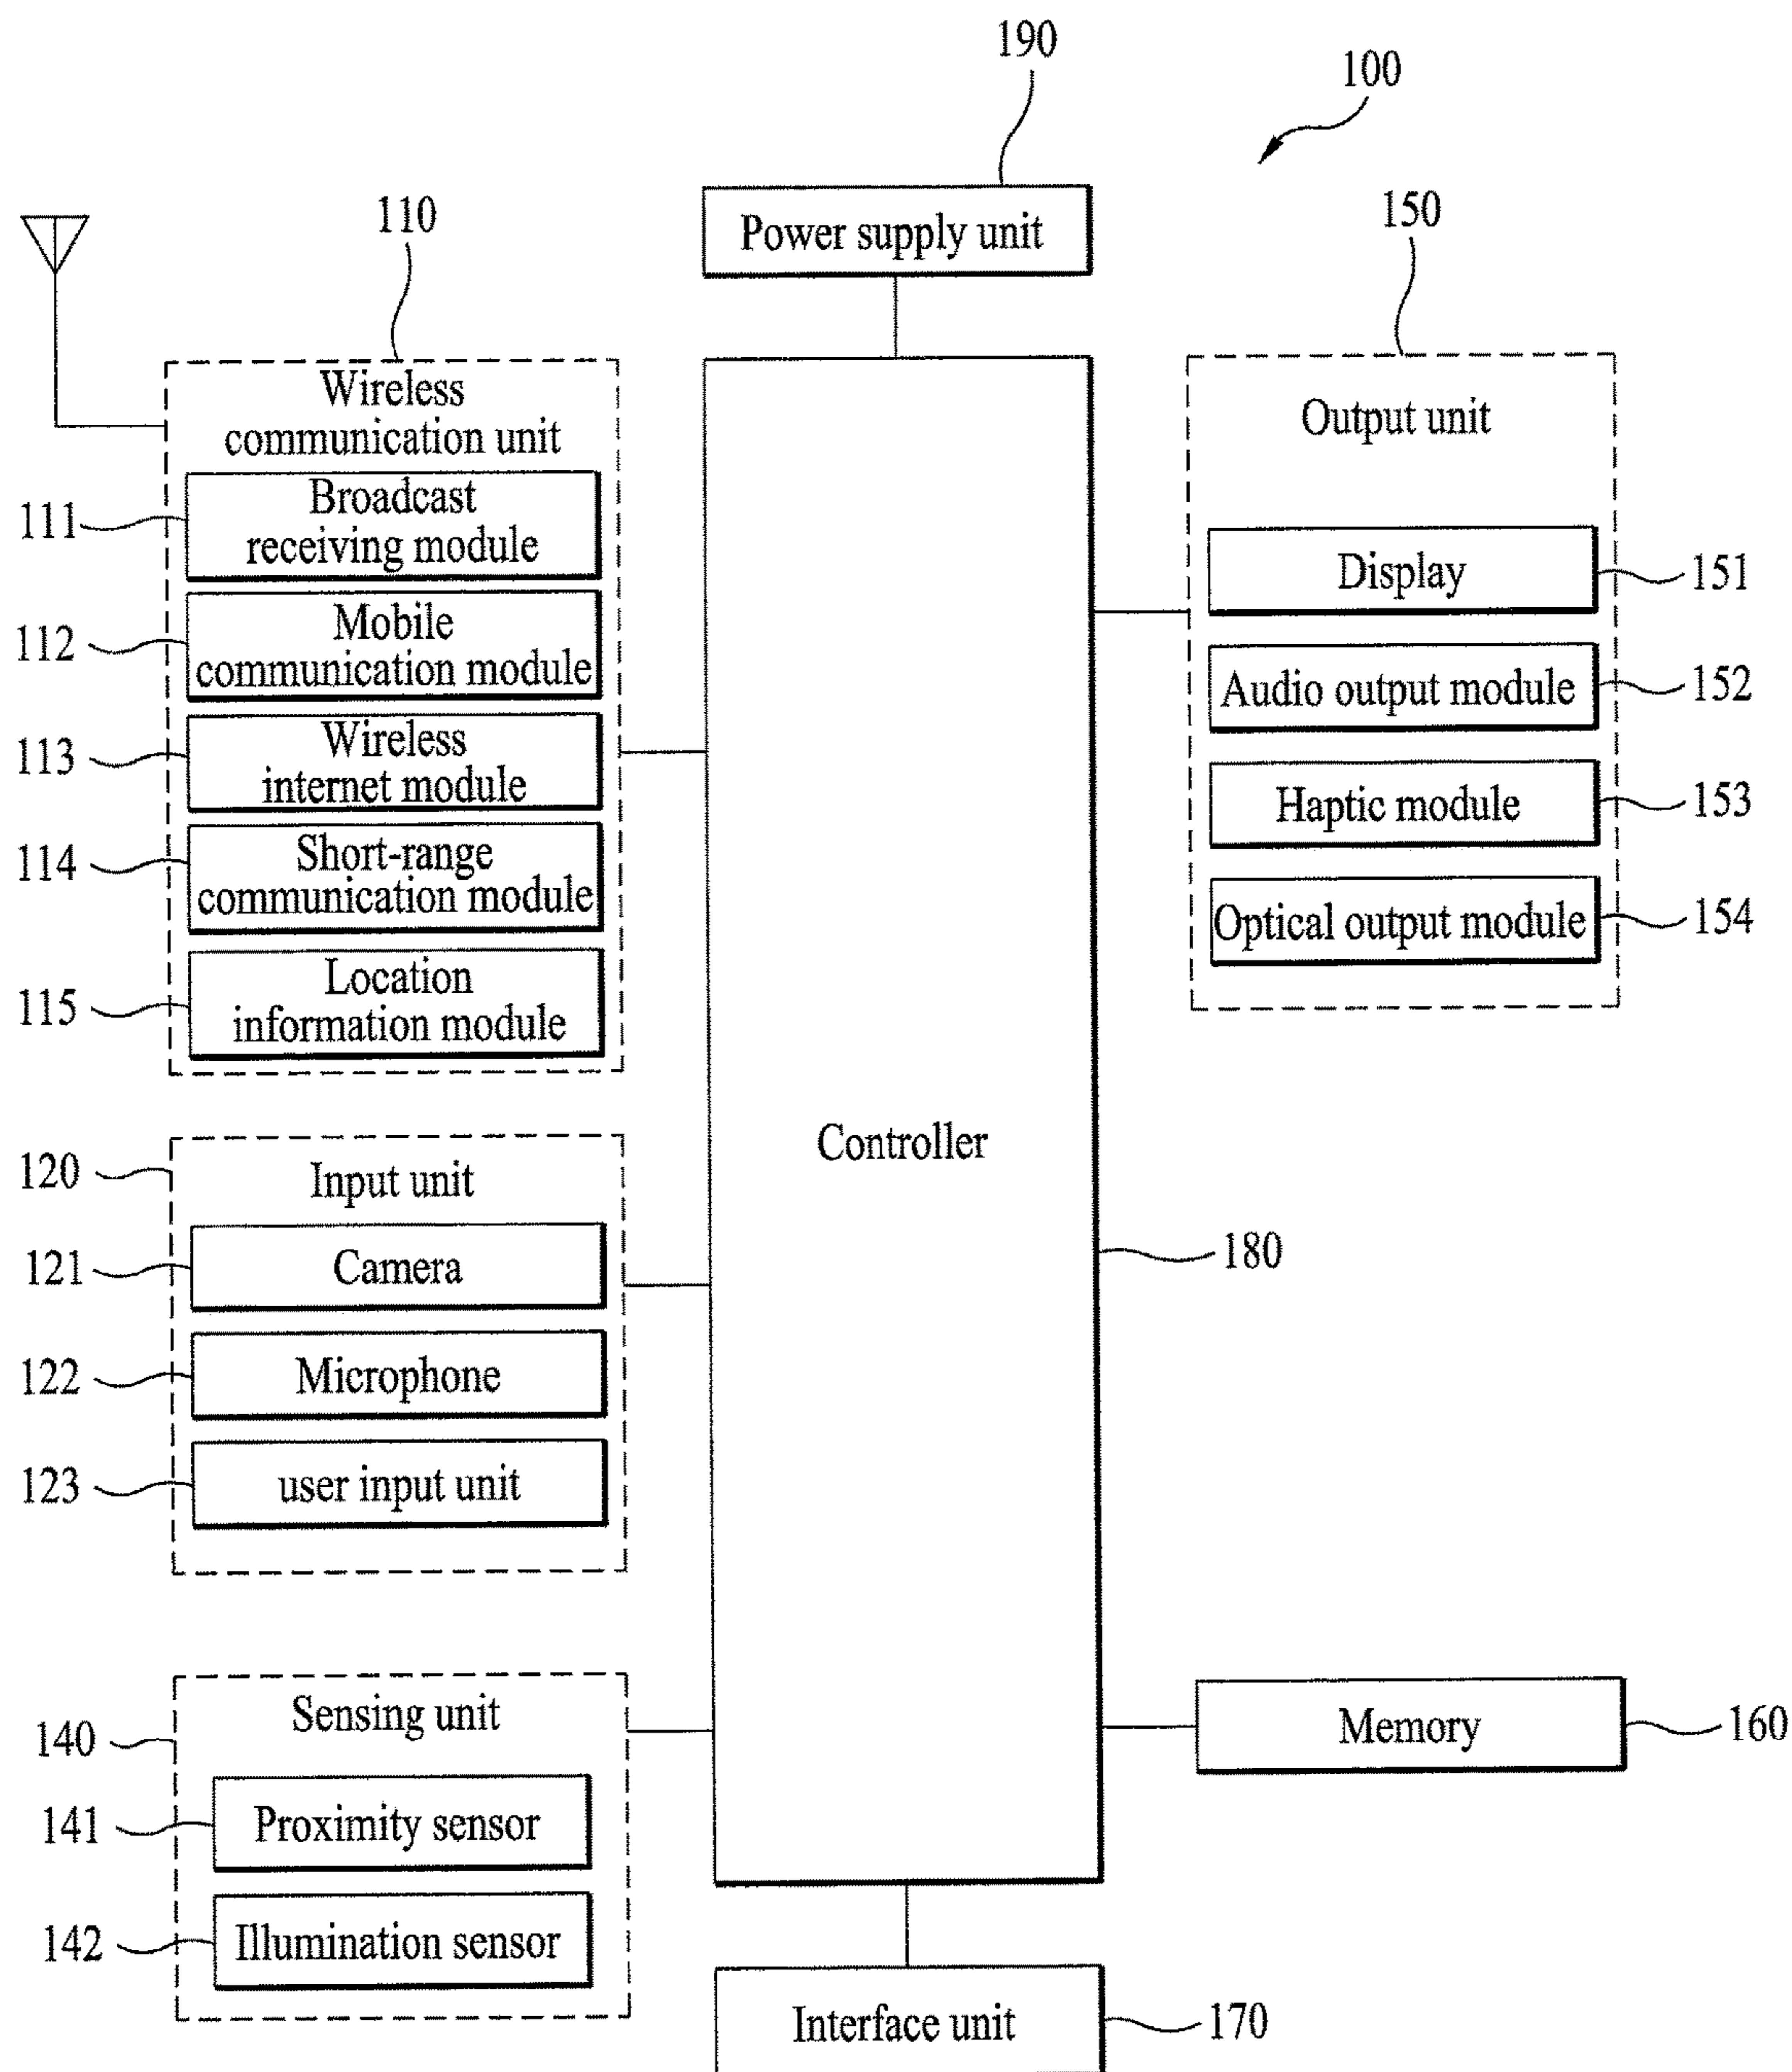 190
100
Power supply unit
110
150
Wireless
communication unit
Output unit
111
Broadcast
receiving module
112
Mobile
communication module
113
Wireless
internet module
114
Short-range
communication module
115
Location
information module
Display
151
Audio output module
152
Haptic module
153
Optical output module
154
Controller
180
120
Input unit
121
Camera
122
Microphone
123
user input unit
140
Sensing unit
141
Proximity sensor
142
Illumination sensor
Memory
160
Interface unit
170